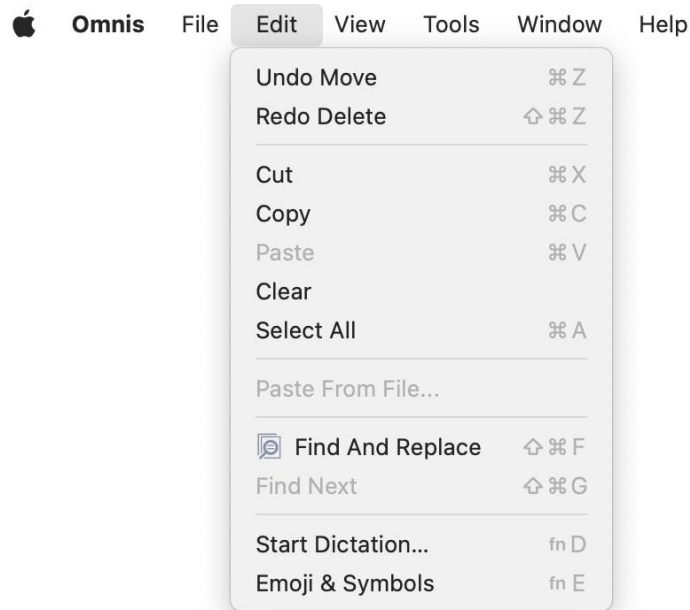 Omnis File Edit View Tools Window Help
Undo Move ⌘Z
Redo Delete ⇧⌘Z
Cut ⌘X
Copy ⌘C
Paste ⌘V
Clear
Select All ⌘A
Paste From File...
Find And Replace ⇧⌘F
Find Next ⇧⌘G
Start Dictation... fn D
Emoji & Symbols fn E